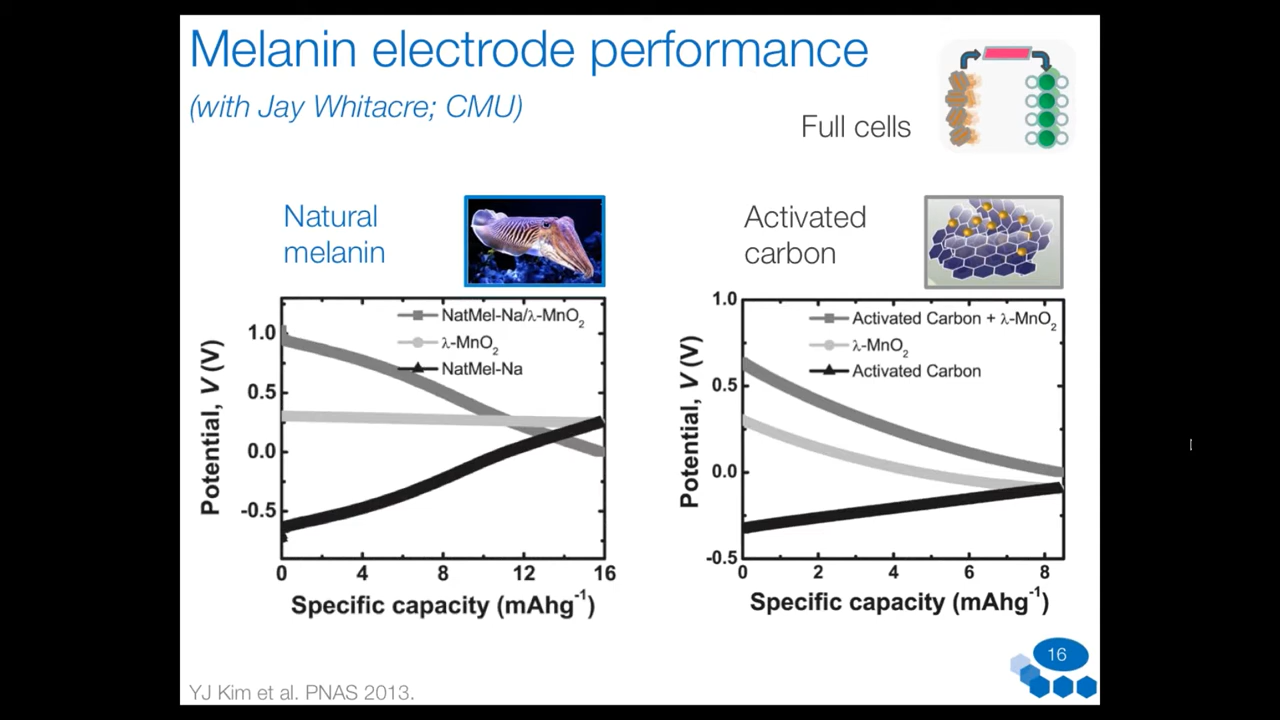 Melanin electrode performance
(with Jay Whitacre; CMU)
Full cells
Natural
melanin
Activated
carbon
NatMel-Na/λ-MnO2
λ-MnO2
NatMel-Na
1.0
0.5
0.0
-0.5
Potential, V (V)
0 4 8 12 16
Specific capacity (mAhg-1)
Activated Carbon + λ-MnO2
λ-MnO2
Activated Carbon
1.0
0.5
0.0
-0.5
Potential, V (V)
0 2 4 6 8
Specific capacity (mAhg-1)
16
YJ Kim et al. PNAS 2013.